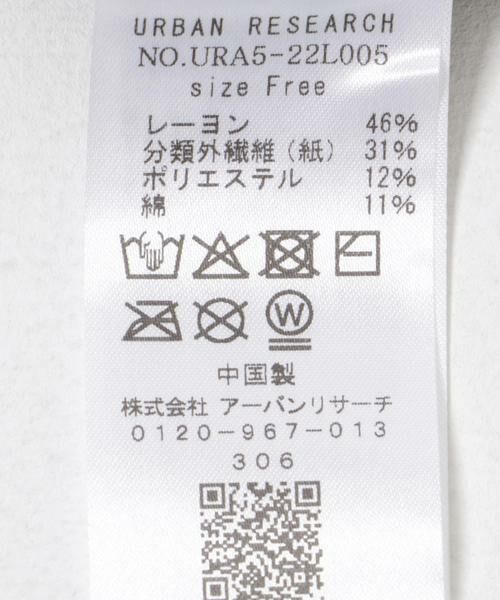 URBAN RESEARCH
NO.URA5-22L005
size Free
レーヨン 46%
分類外繊維（紙） 31%
ポリエステル 12%
綿 11%
W
中国製
株式会社 アーバンリサーチ
0120-967-013
306